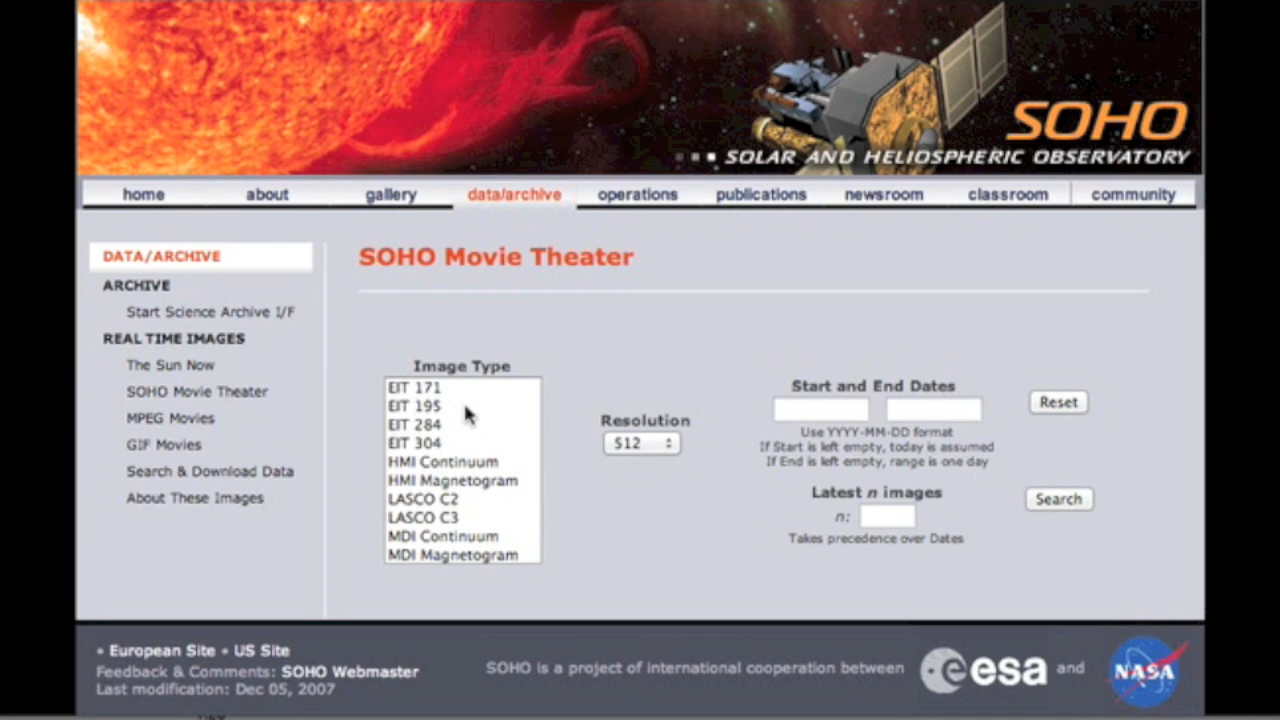 SOHO
SOLAR AND HELIOSPHERIC OBSERVATORY
home about gallery data/archive operations publications newsroom classroom community
DATA/ARCHIVE
ARCHIVE
Start Science Archive I/F
REAL TIME IMAGES
The Sun Now
SOHO Movie Theater
MPEG Movies
GIF Movies
Search & Download Data
About These Images
SOHO Movie Theater
Image Type
EIT 171
EIT 195
EIT 284
EIT 304
HMI Continuum
HMI Magnetogram
LASCO C2
LASCO C3
MDI Continuum
MDI Magnetogram
Resolution
512
Start and End Dates
Use YYYY-MM-DD format
If Start is left empty, today is assumed
If End is left empty, range is one day
Latest n images
n:
Takes precedence over Dates
Reset
Search
• European Site • US Site
Feedback & Comments: SOHO Webmaster
Last modification: Dec 05, 2007
SOHO is a project of international cooperation between esa and NASA